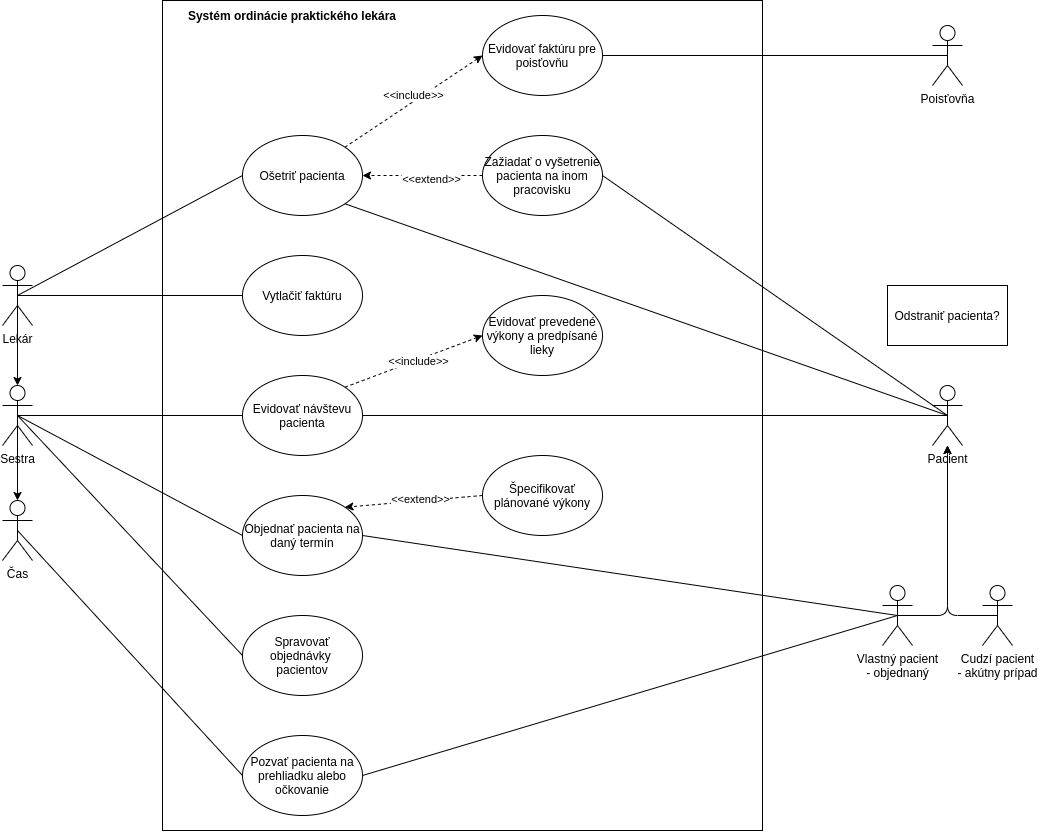 Systém ordinácie praktického lekára
Evidovať faktúru pre
poisťovňu
Poisťovňa
<<include>>
Ošetriť pacienta
<<extend>>
Zažiadať o vyšetrenie
pacienta na inom
pracovisku
Lekár
Vytlačiť faktúru
Evidovať prevedené
výkony a predpísané
lieky
Odstraniť pacienta?
<<include>>
Sestra
Evidovať návštevu
pacienta
Pacient
<<extend>>
Špecifikovať
plánované výkony
Objednať pacienta na
daný termín
Čas
Spravovať
objednávky
pacientov
Vlastný pacient
- objednaný
Cudzí pacient
- akútny prípad
Pozvať pacienta na
prehliadku alebo
očkovanie